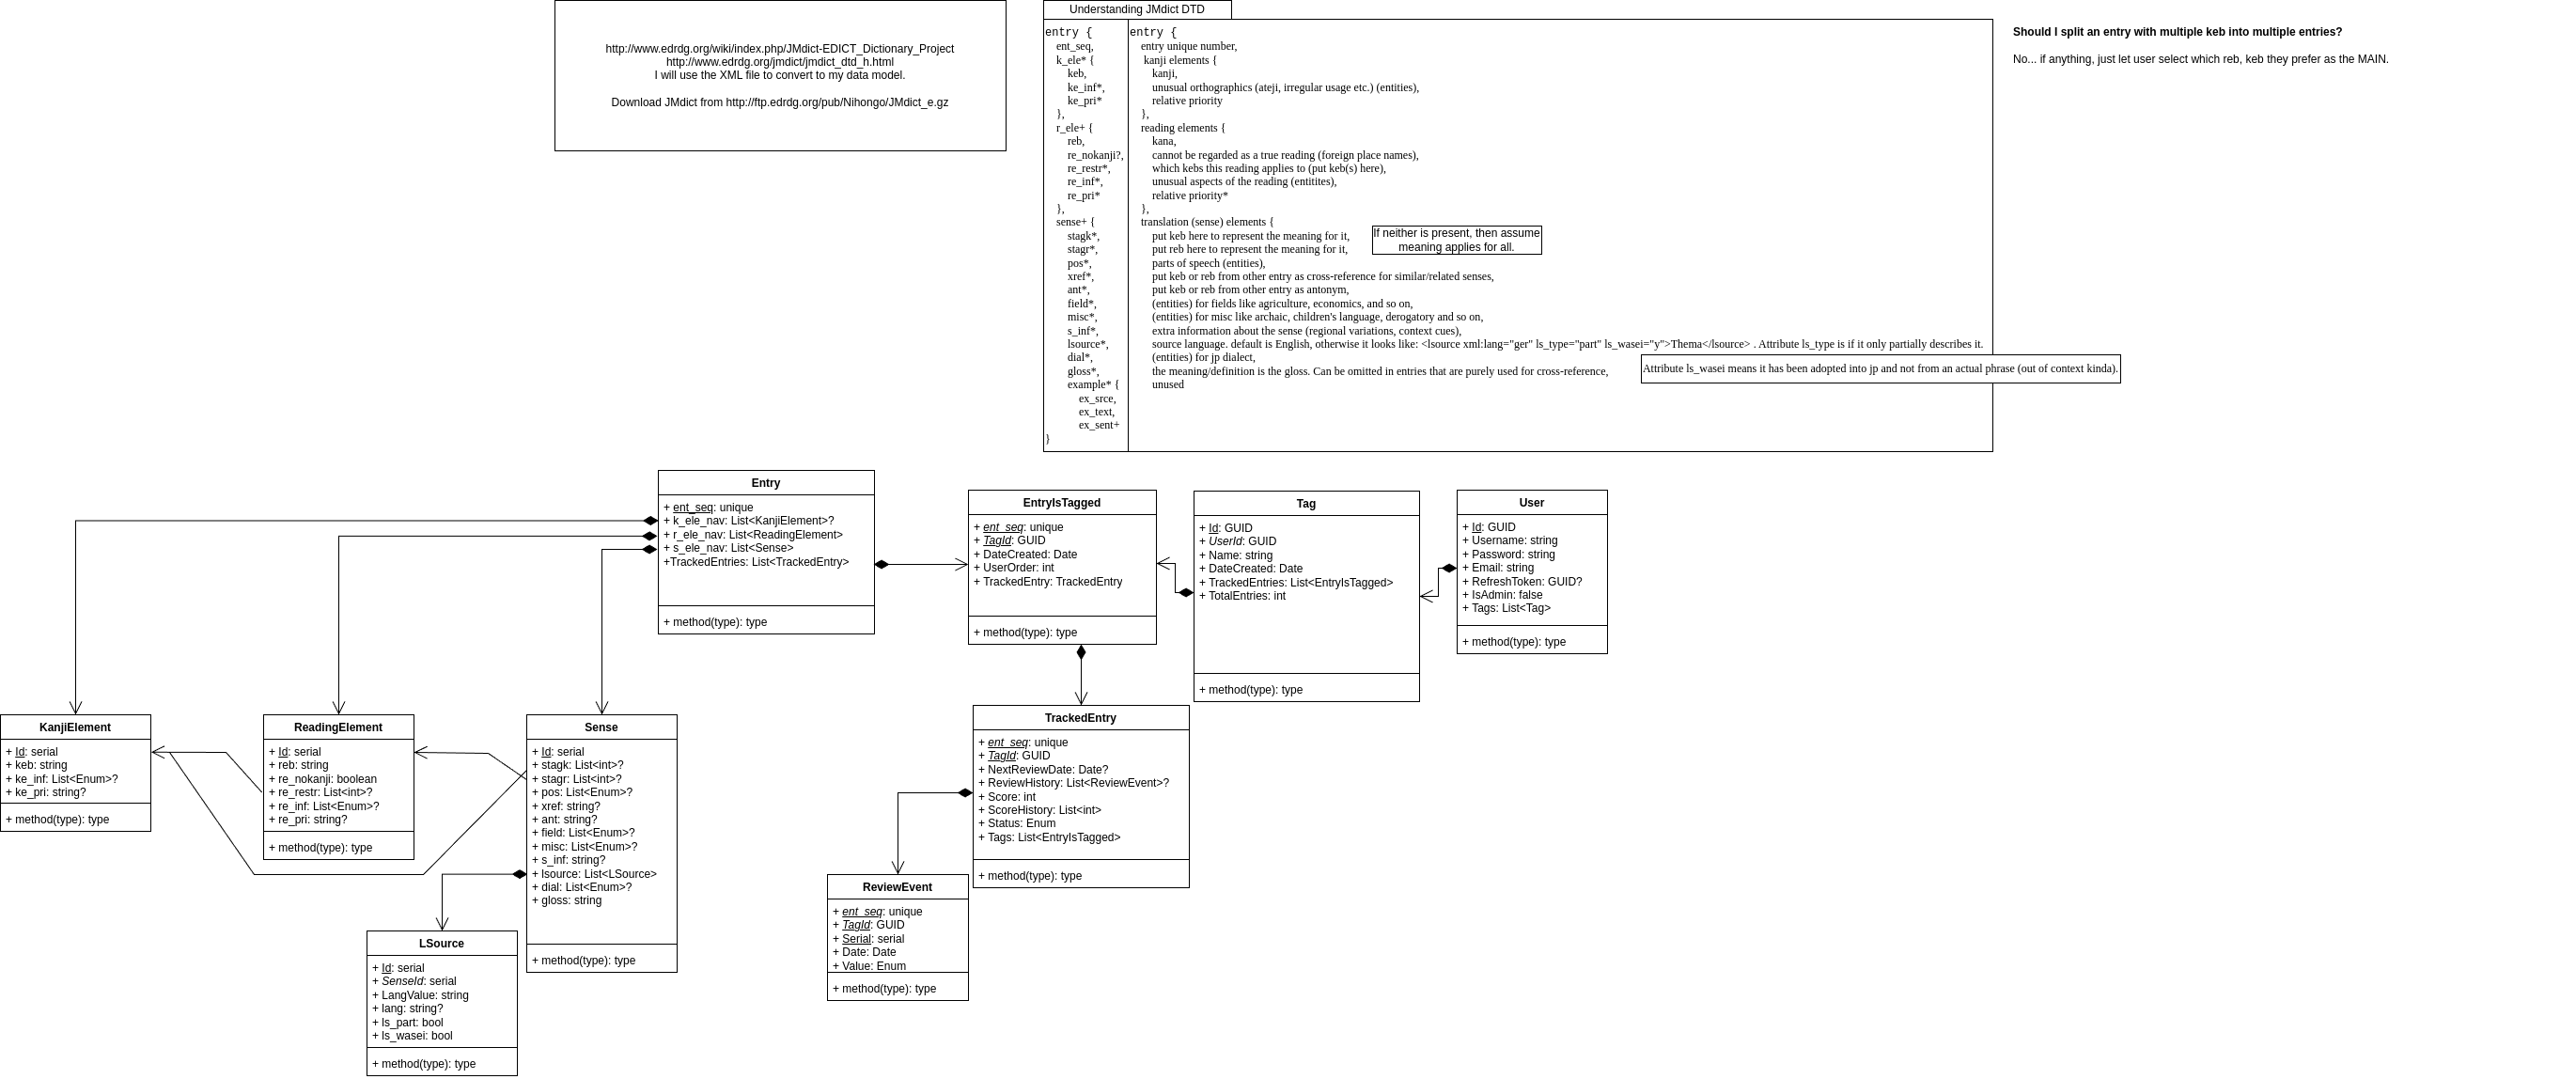 http://www.edrdg.org/wiki/index.php/JMdict-EDICT_Dictionary_Project
http://www.edrdg.org/jmdict/jmdict_dtd_h.html
I will use the XML file to convert to my data model.
Download JMdict from http://ftp.edrdg.org/pub/Nihongo/JMdict_e.gz
Understanding JMdict DTD
entry {
ent_seq,
k_ele* {
keb,
ke_inf*,
ke_pri*
},
r_ele+ {
reb,
re_nokanji?,
re_restr*,
re_inf*,
re_pri*
},
sense+ {
stagk*,
stagr*,
pos*,
xref*,
ant*,
field*,
misc*,
s_inf*,
lsource*,
dial*,
gloss*,
example* {
ex_srce,
ex_text,
ex_sent+
}
entry {
entry unique number,
kanji elements {
kanji,
unusual orthographics (ateji, irregular usage etc.) (entities),
relative priority
},
reading elements {
kana,
cannot be regarded as a true reading (foreign place names),
which kebs this reading applies to (put keb(s) here),
unusual aspects of the reading (entitites),
relative priority*
},
translation (sense) elements {
put keb here to represent the meaning for it,
put reb here to represent the meaning for it,
parts of speech (entities),
put keb or reb from other entry as cross-reference for similar/related senses,
put keb or reb from other entry as antonym,
(entities) for fields like agriculture, economics, and so on,
(entities) for misc like archaic, children's language, derogatory and so on,
extra information about the sense (regional variations, context cues),
source language. default is English, otherwise it looks like: <lsource xml:lang="ger" ls_type="part" ls_wasei="y">Thema</lsource> . Attribute ls_type is if it only partially describes it.
(entities) for jp dialect,
the meaning/definition is the gloss. Can be omitted in entries that are purely used for cross-reference,
unused
If neither is present, then assume
meaning applies for all.
Attribute ls_wasei means it has been adopted into jp and not from an actual phrase (out of context kinda).
Should I split an entry with multiple keb into multiple entries?
No... if anything, just let user select which reb, keb they prefer as the MAIN.
Entry
+ ent_seq: unique
+ k_ele_nav: List<KanjiElement>?
+ r_ele_nav: List<ReadingElement>
+ s_ele_nav: List<Sense>
+TrackedEntries: List<TrackedEntry>
+ method(type): type
EntryIsTagged
+ ent_seq: unique
+ TagId: GUID
+ DateCreated: Date
+ UserOrder: int
+ TrackedEntry: TrackedEntry
+ method(type): type
Tag
+ Id: GUID
+ UserId: GUID
+ Name: string
+ DateCreated: Date
+ TrackedEntries: List<EntryIsTagged>
+ TotalEntries: int
+ method(type): type
User
+ Id: GUID
+ Username: string
+ Password: string
+ Email: string
+ RefreshToken: GUID?
+ IsAdmin: false
+ Tags: List<Tag>
+ method(type): type
KanjiElement
+ Id: serial
+ keb: string
+ ke_inf: List<Enum>?
+ ke_pri: string?
+ method(type): type
ReadingElement
+ Id: serial
+ reb: string
+ re_nokanji: boolean
+ re_restr: List<int>?
+ re_inf: List<Enum>?
+ re_pri: string?
+ method(type): type
Sense
+ Id: serial
+ stagk: List<int>?
+ stagr: List<int>?
+ pos: List<Enum>?
+ xref: string?
+ ant: string?
+ field: List<Enum>?
+ misc: List<Enum>?
+ s_inf: string?
+ lsource: List<LSource>
+ dial: List<Enum>?
+ gloss: string
+ method(type): type
TrackedEntry
+ ent_seq: unique
+ TagId: GUID
+ NextReviewDate: Date?
+ ReviewHistory: List<ReviewEvent>?
+ Score: int
+ ScoreHistory: List<int>
+ Status: Enum
+ Tags: List<EntryIsTagged>
+ method(type): type
ReviewEvent
+ ent_seq: unique
+ TagId: GUID
+ Serial: serial
+ Date: Date
+ Value: Enum
+ method(type): type
LSource
+ Id: serial
+ SenseId: serial
+ LangValue: string
+ lang: string?
+ ls_part: bool
+ ls_wasei: bool
+ method(type): type